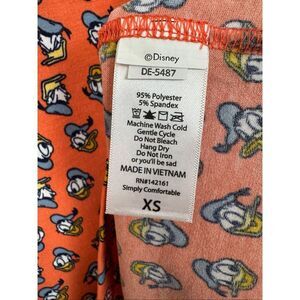 ©Disney
DE-5487
95% Polyester
5% Spandex
Machine Wash Cold
Gentle Cycle
Do Not Bleach
Hang Dry
Do Not Iron
or you'll be sad
MADE IN VIETNAM
RN#142161
Simply Comfortable
XS